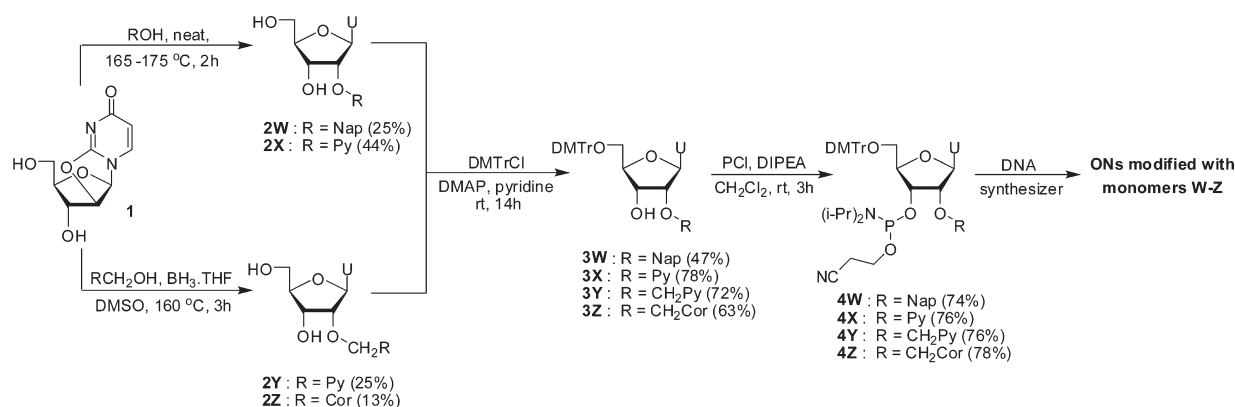 ROH, neat,
165 -175 °C, 2h
HO
O
U
OH
O
R
2W : R = Nap (25%)
2X : R = Py (44%)
O
N
N
HO
O
O
OH
1
RCH₂OH, BH₃.THF
DMSO, 160 °C, 3h
HO
O
U
HO
O
CH₂R
2Y : R = Py (25%)
2Z : R = Cor (13%)
DMTrCl
DMAP, pyridine
rt, 14h
DMTrO
O
U
HO
O
R
3W : R = Nap (47%)
3X : R = Py (78%)
3Y : R = CH₂Py (72%)
3Z : R = CH₂Cor (63%)
PCl, DIPEA
CH₂Cl₂, rt, 3h
DMTrO
O
U
O
O
R
(i-Pr)₂N
P
O
NC
4W : R = Nap (74%)
4X : R = Py (76%)
4Y : R = CH₂Py (76%)
4Z : R = CH₂Cor (78%)
DNA
synthesizer
ONs modified with
monomers W-Z